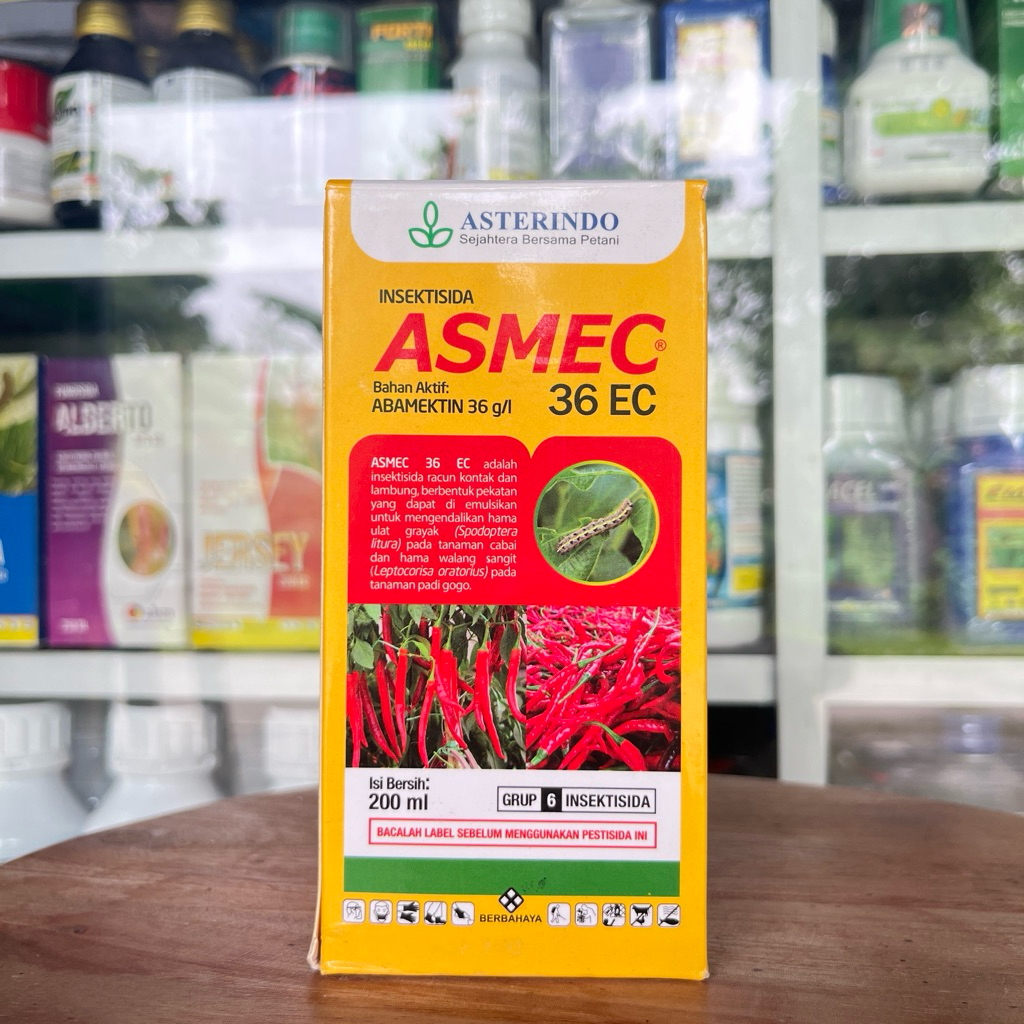 ASTERINDO
Sejahtera Bersama Petani
INSEKTISIDA
ASMEC®
Bahan Aktif:
ABAMEKTIN 36 g/l
36 EC
ASMEC 36 EC adalah
insektisida racun kontak dan
lambung, berbentuk pekatan
yang dapat di emulsikan
untuk mengendalikan hama
ulat grayak (Spodoptera
litura) pada tanaman cabai
dan hama walang sangit
(Leptocorisa oratorius) pada
tanaman padi gogo.
Isi Bersih:
200 ml
GRUP 6 INSEKTISIDA
BACALAH LABEL SEBELUM MENGGUNAKAN PESTISIDA INI
BERBAHAYA
ALBERTO
JERSEY